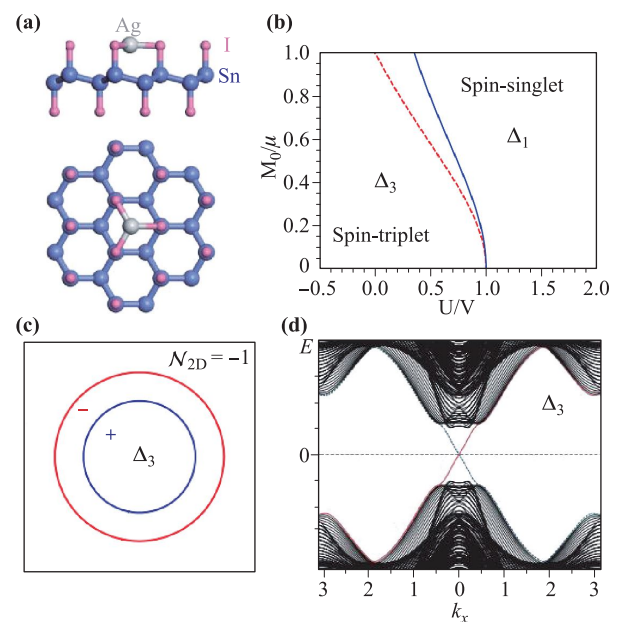 (a)
Ag
I
Sn
(b)
M₀/μ
1.0
0.8
0.6
0.4
0.2
0
Spin-singlet
Δ₁
Δ₃
Spin-triplet
−0.5 0.0 0.5 1.0 1.5 2.0
U/V
(c)
𝒩₂D = −1
−
+
Δ₃
(d)
E
Δ₃
0
3 2 1 0 1 2 3
kₓ